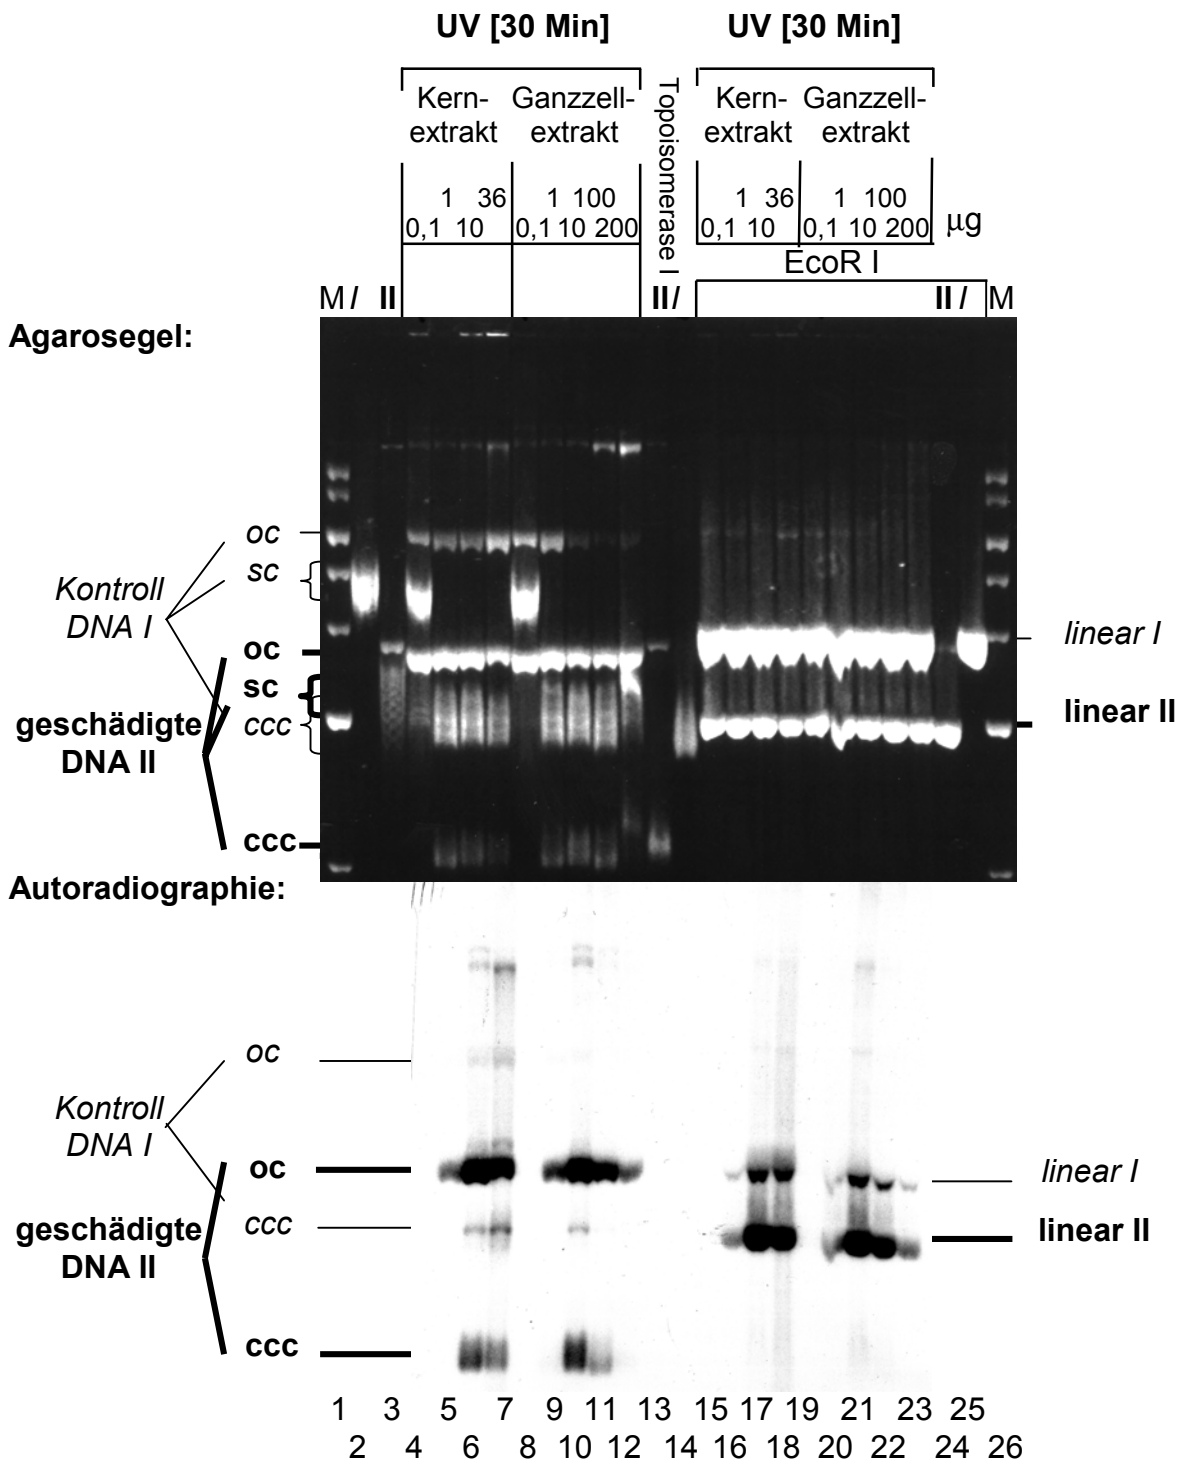 UV [30 Min] UV [30 Min]
Kern- Ganzzell- Kern- Ganzzell-
extrakt extrakt extrakt extrakt
Topoisomerase I
1 36 1 100 1 36 1 100
0,1 10 0,1 10 200 0,1 10 0,1 10 200 µg
EcoR I
M I II II I II I M
Agarosegel:
oc
sc
Kontroll
DNA I
oc
linear I
sc
geschädigte
DNA II
ccc
linear II
ccc
Autoradiographie:
oc
Kontroll
DNA I
oc
linear I
geschädigte
DNA II
ccc
linear II
ccc
1 3 5 7 9 11 13 15 17 19 21 23 25
2 4 6 8 10 12 14 16 18 20 22 24 26